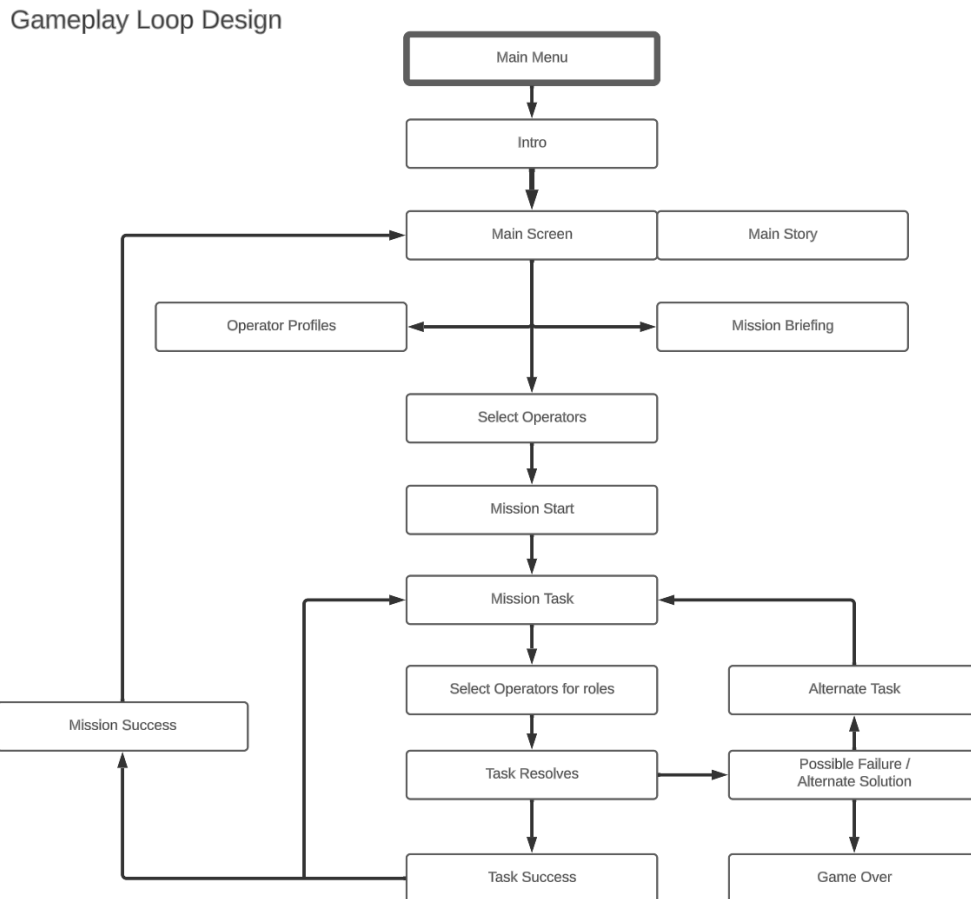 Gameplay Loop Design
Main Menu
Intro
Main Screen
Main Story
Operator Profiles
Mission Briefing
Select Operators
Mission Start
Mission Task
Select Operators for roles
Alternate Task
Mission Success
Task Resolves
Possible Failure /
Alternate Solution
Task Success
Game Over